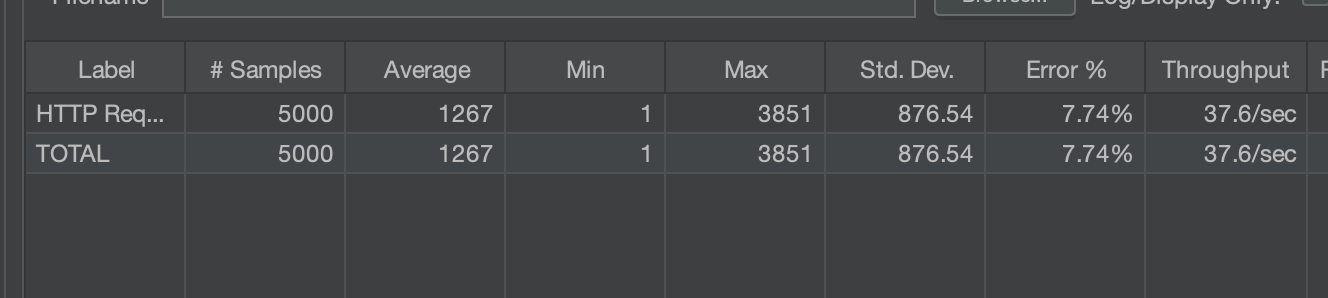 Filename Browse... Log/Display Only:
Label # Samples Average Min Max Std. Dev. Error % Throughput
HTTP Req... 5000 1267 1 3851 876.54 7.74% 37.6/sec
TOTAL 5000 1267 1 3851 876.54 7.74% 37.6/sec